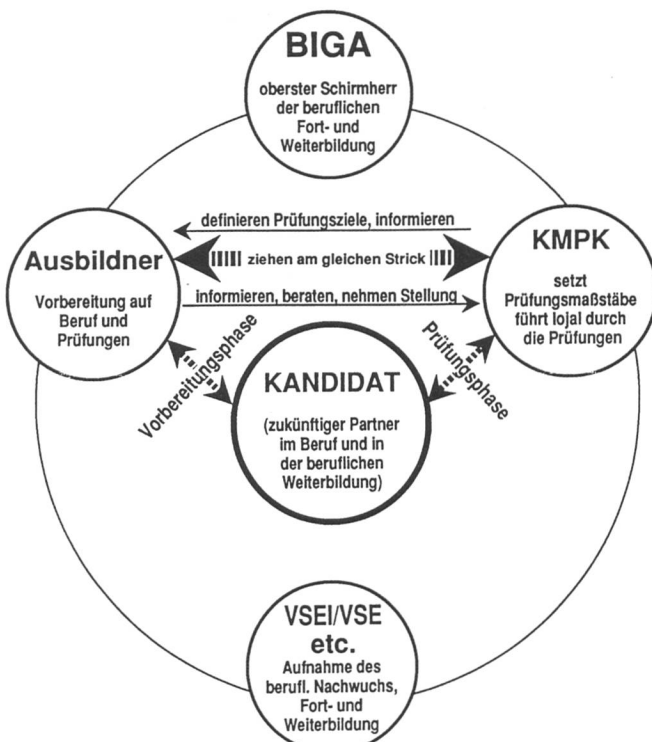 BIGA
oberster Schirmherr
der beruflichen
Fort- und
Weiterbildung
definieren Prüfungsziele, informieren
Ausbildner
Vorbereitung auf
Beruf und
Prüfungen
ziehen am gleichen Strick
KMPK
setzt
Prüfungsmaßstäbe
führt lojal durch
die Prüfungen
informieren, beraten, nehmen Stellung
Vorbereitungsphase
Prüfungsphase
KANDIDAT
(zukünftiger Partner
im Beruf und in
der beruflichen
Weiterbildung)
VSEI/VSE
etc.
Aufnahme des
berufl. Nachwuchs,
Fort- und
Weiterbildung